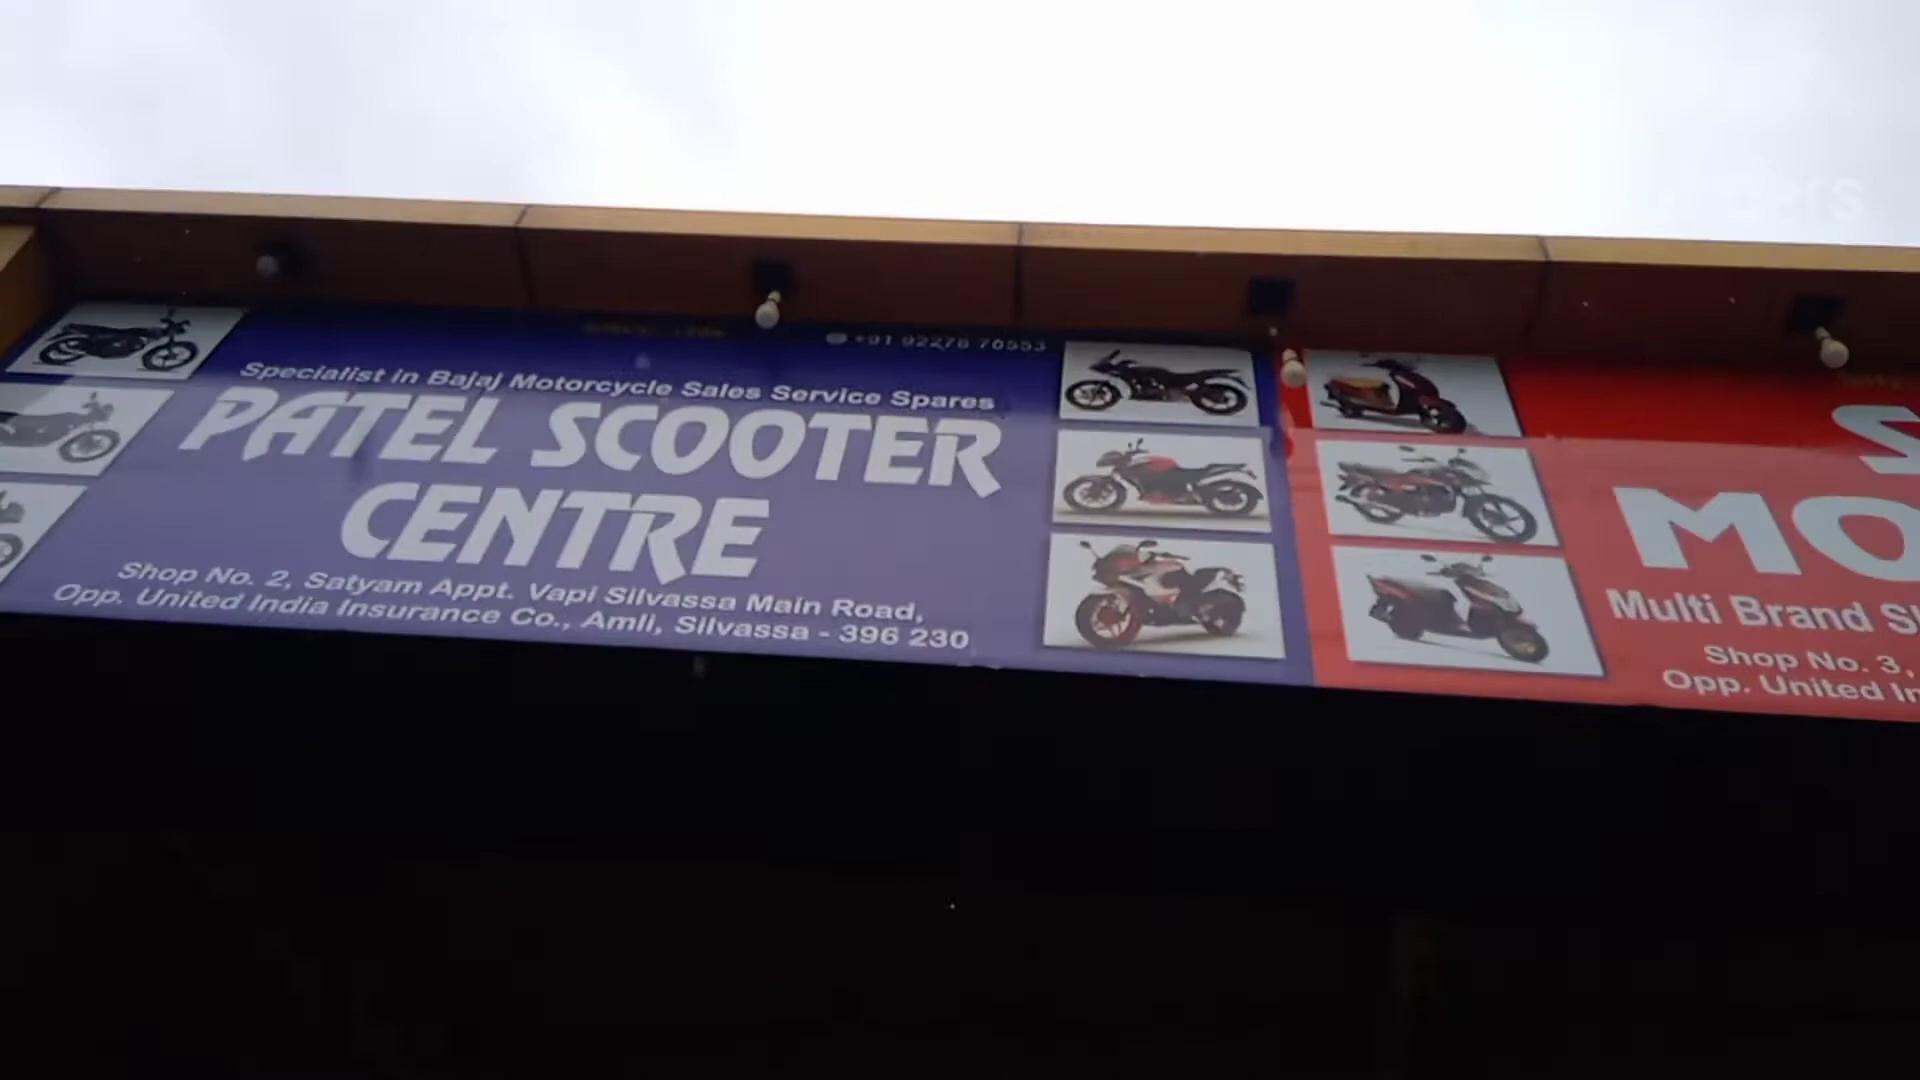 +91 92278 76553
Specialist in Bajaj Motorcycle Sales Service Spares
PATEL SCOOTER
CENTRE
Shop No. 2, Satyam Appt. Vapi Silvassa Main Road,
Opp. United India Insurance Co., Amli, Silvassa - 396 230
S
MO
Multi Brand S
Shop No. 3,
Opp. United In